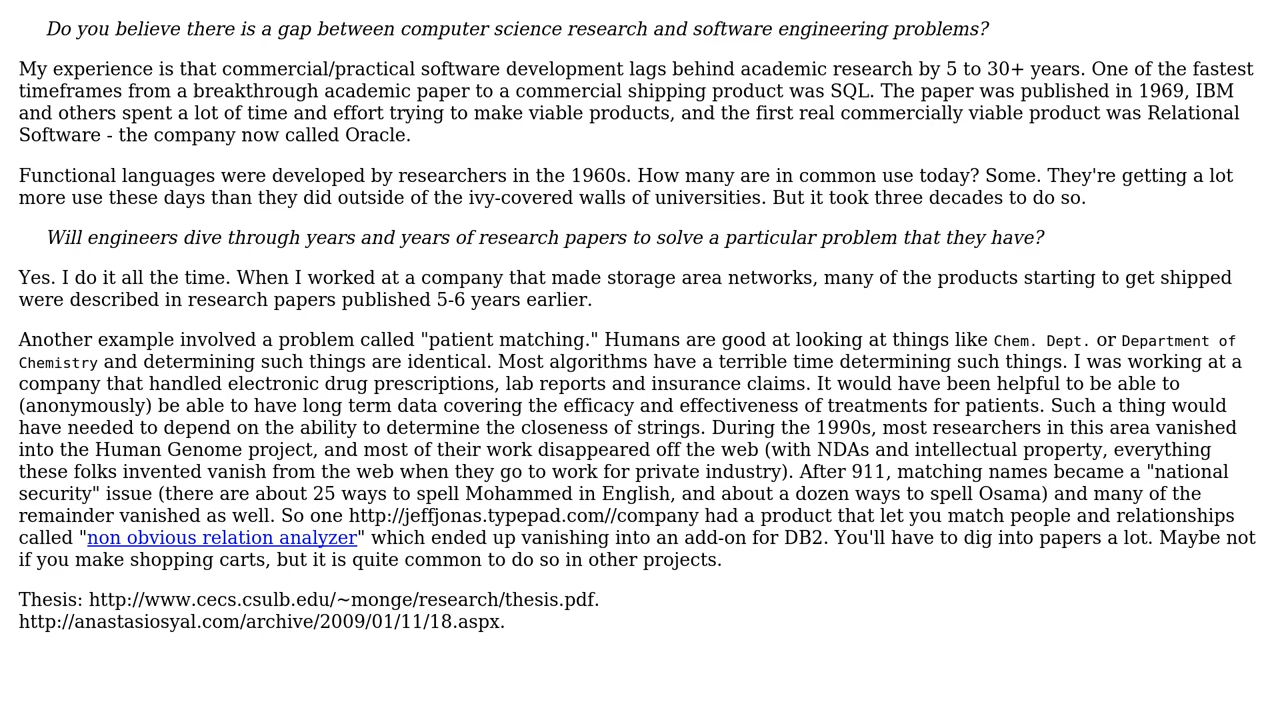 Do you believe there is a gap between computer science research and software engineering problems?
My experience is that commercial/practical software development lags behind academic research by 5 to 30+ years. One of the fastest
timeframes from a breakthrough academic paper to a commercial shipping product was SQL. The paper was published in 1969, IBM
and others spent a lot of time and effort trying to make viable products, and the first real commercially viable product was Relational
Software - the company now called Oracle.
Functional languages were developed by researchers in the 1960s. How many are in common use today? Some. They're getting a lot
more use these days than they did outside of the ivy-covered walls of universities. But it took three decades to do so.
Will engineers dive through years and years of research papers to solve a particular problem that they have?
Yes. I do it all the time. When I worked at a company that made storage area networks, many of the products starting to get shipped
were described in research papers published 5-6 years earlier.
Another example involved a problem called "patient matching." Humans are good at looking at things like Chem. Dept. or Department of
Chemistry and determining such things are identical. Most algorithms have a terrible time determining such things. I was working at a
company that handled electronic drug prescriptions, lab reports and insurance claims. It would have been helpful to be able to
(anonymously) be able to have long term data covering the efficacy and effectiveness of treatments for patients. Such a thing would
have needed to depend on the ability to determine the closeness of strings. During the 1990s, most researchers in this area vanished
into the Human Genome project, and most of their work disappeared off the web (with NDAs and intellectual property, everything
these folks invented vanish from the web when they go to work for private industry). After 911, matching names became a "national
security" issue (there are about 25 ways to spell Mohammed in English, and about a dozen ways to spell Osama) and many of the
remainder vanished as well. So one http://jeffjonas.typepad.com//company had a product that let you match people and relationships
called "non obvious relation analyzer" which ended up vanishing into an add-on for DB2. You'll have to dig into papers a lot. Maybe not
if you make shopping carts, but it is quite common to do so in other projects.
Thesis: http://www.cecs.csulb.edu/~monge/research/thesis.pdf.
http://anastasiosyal.com/archive/2009/01/11/18.aspx.